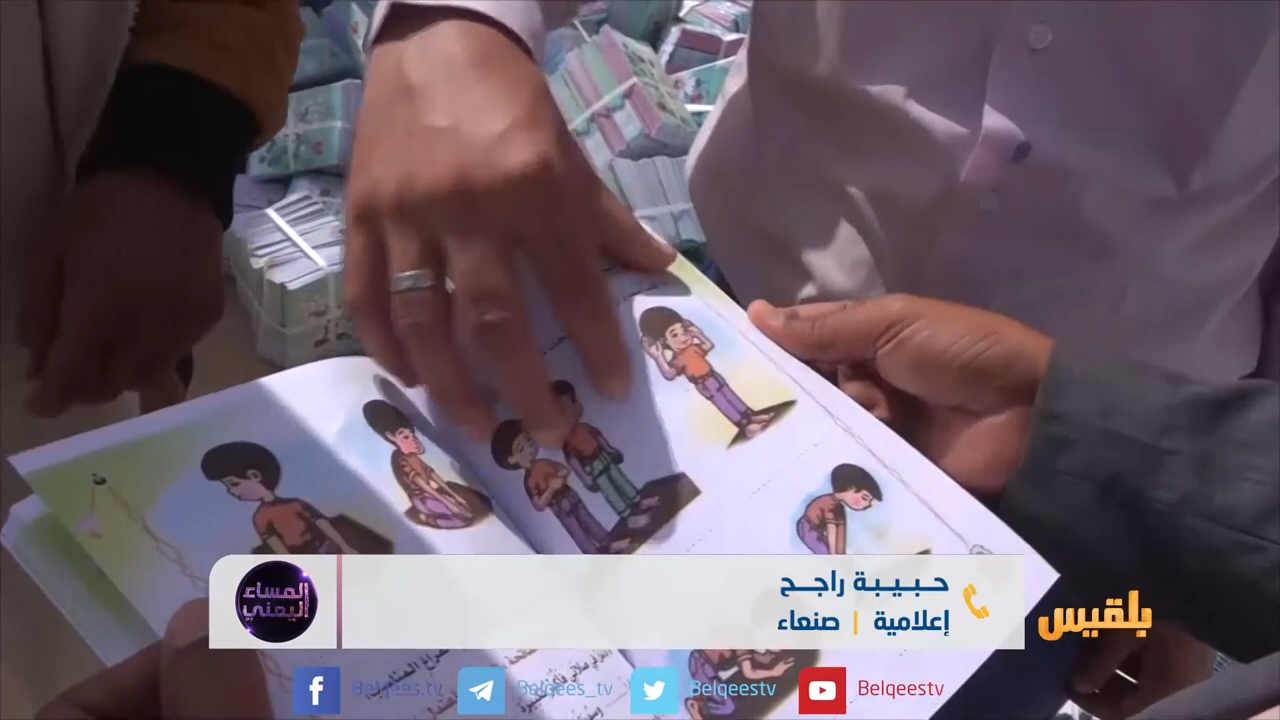 حبيبة راجح
إعلامية | صنعاء
المساء
اليمني
بلقيس
Belqees.tv
Belqees_tv
Belqeestv
Belqeestv